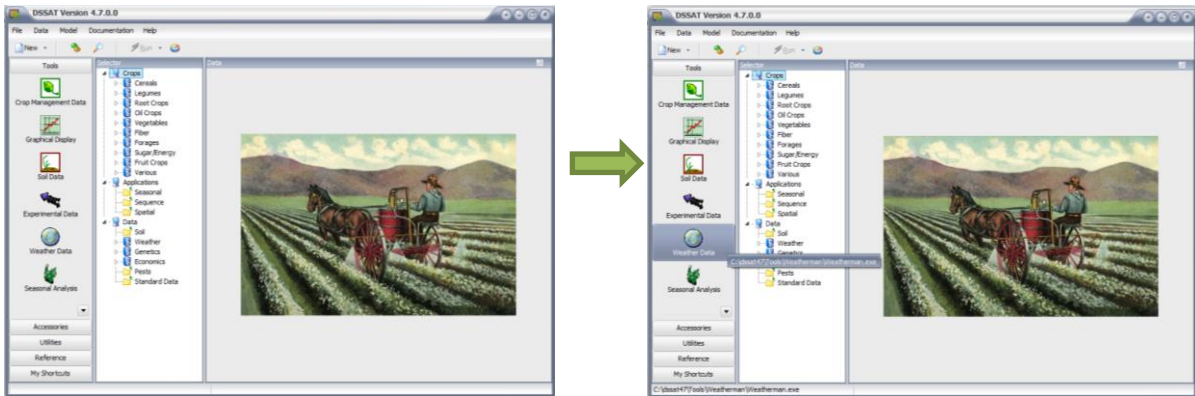 DSSAT Version 4.7.0.0
File Data Model Documentation Help
New Run
Tools
Crop Management Data
Graphical Display
Soil Data
Experimental Data
Weather Data
Seasonal Analysis
Accessories
Utilities
Reference
My Shortcuts
Selector
Crops
Cereals
Legumes
Root Crops
Oil Crops
Vegetables
Fiber
Forages
Sugar/Energy
Fruit Crops
Various
Applications
Seasonal
Sequence
Spatial
Data
Soil
Weather
Genetics
Economics
Pests
Standard Data
Data
DSSAT Version 4.7.0.0
File Data Model Documentation Help
New Run
Tools
Crop Management Data
Graphical Display
Soil Data
Experimental Data
Weather Data
Seasonal Analysis
Accessories
Utilities
Reference
My Shortcuts
Selector
Crops
Cereals
Legumes
Root Crops
Oil Crops
Vegetables
Fiber
Forages
Sugar/Energy
Fruit Crops
Various
Applications
Seasonal
Sequence
Spatial
Data
Soil
Weather
Genetics
C:\dssat47\Tools\Weatherman\Weatherman.exe
Pests
Standard Data
Data
C:\dssat47\Tools\Weatherman\Weatherman.exe